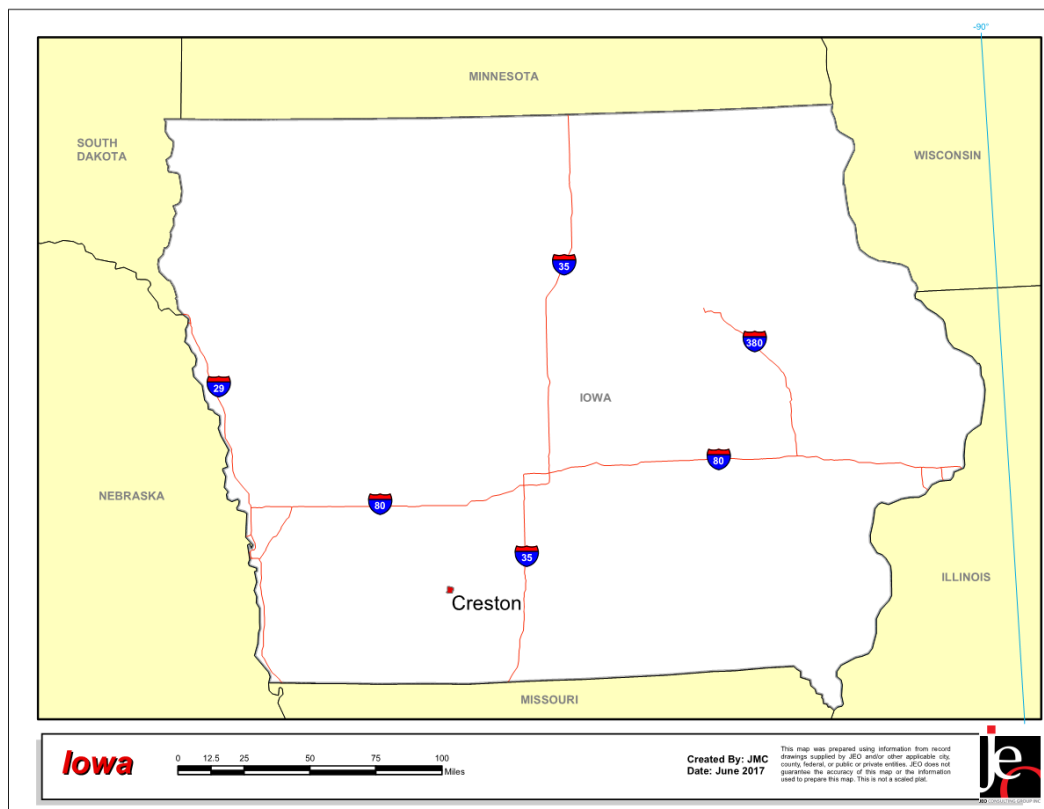 -90°
MINNESOTA
SOUTH
DAKOTA
WISCONSIN
35
380
29
IOWA
80
NEBRASKA
80
35
ILLINOIS
Creston
MISSOURI
Iowa
0 12.5 25 50 75 100
Miles
Created By: JMC
Date: June 2017
This map was prepared using information from record
drawings supplied by JEO and/or other applicable city,
county, federal, or public or private entities. JEO does not
guarantee the accuracy of this map or the information
used to prepare this map. This is not a scaled plat.
jeo
JEO CONSULTING GROUP INC